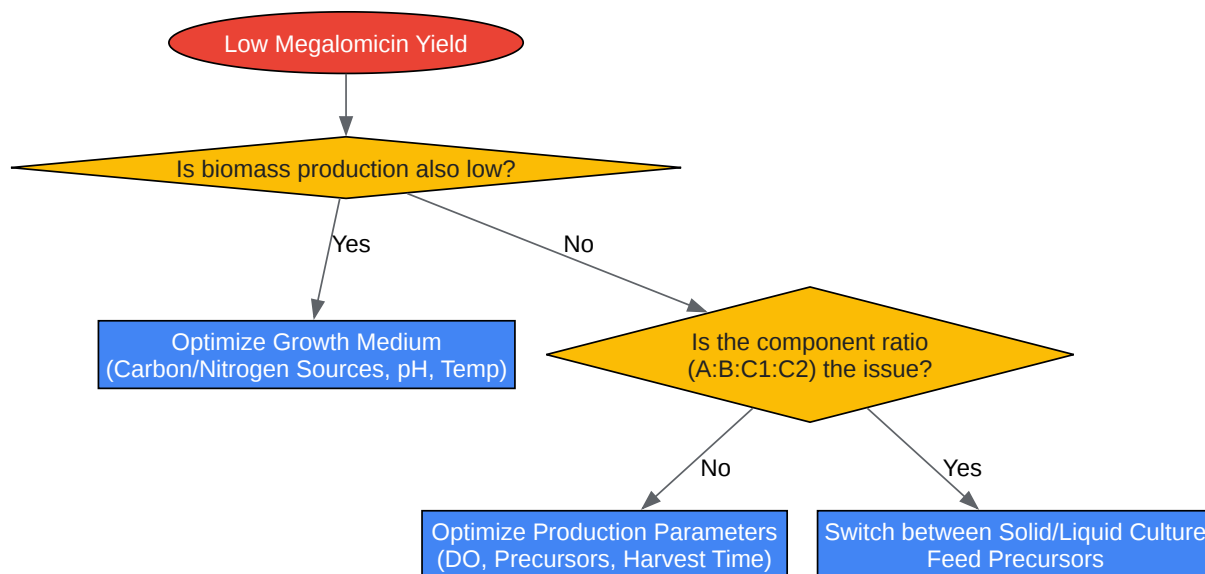 Low Megalomicin Yield
Is biomass production also low?
Yes
No
Optimize Growth Medium
(Carbon/Nitrogen Sources, pH, Temp)
Is the component ratio
(A:B:C1:C2) the issue?
No
Yes
Optimize Production Parameters
(DO, Precursors, Harvest Time)
Switch between Solid/Liquid Culture
Feed Precursors